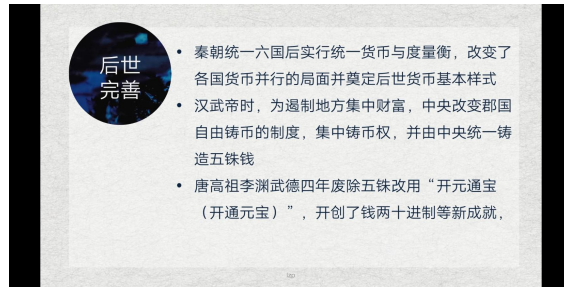 后世
完善
• 秦朝统一六国后实行统一货币与度量衡，改变了
各国货币并行的局面并奠定后世货币基本样式
• 汉武帝时，为遏制地方集中财富，中央改变郡国
自由铸币的制度，集中铸币权，并由中央统一铸
造五铢钱
• 唐高祖李渊武德四年废除五铢改用“开元通宝
（开通元宝）”，开创了钱两十进制等新成就，